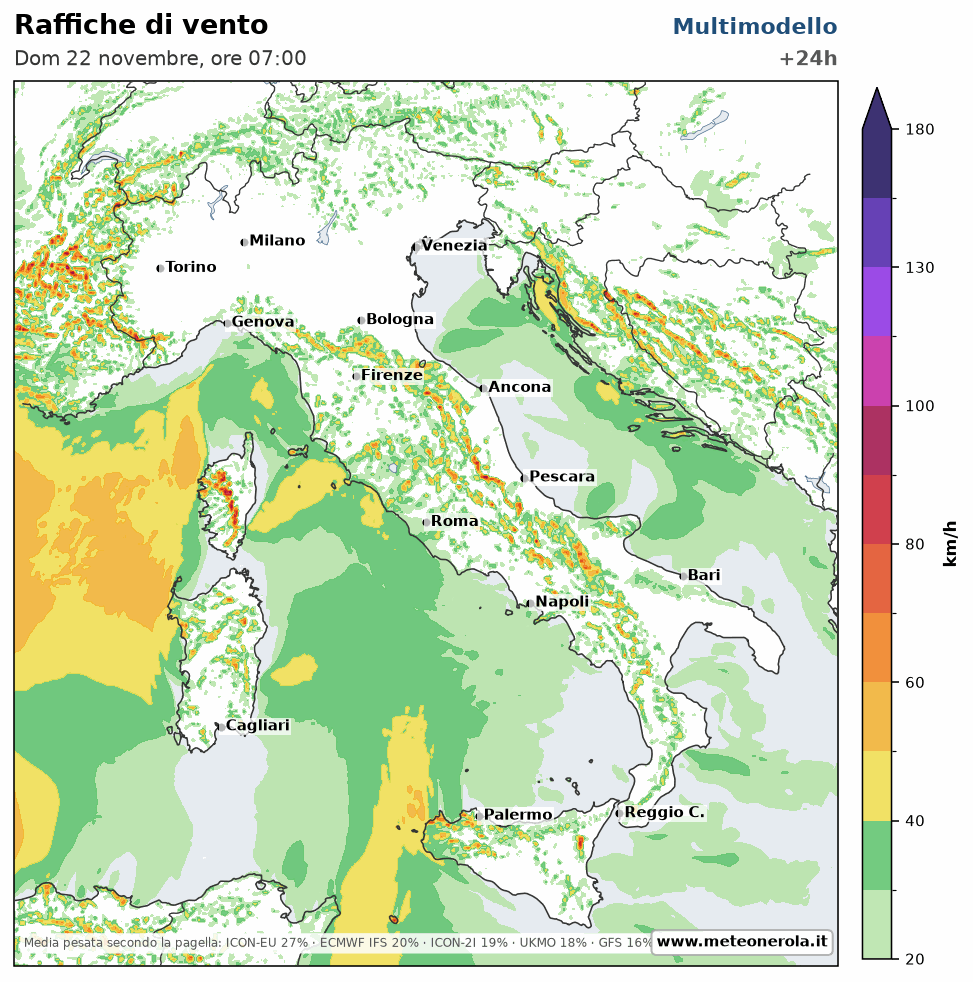 Raffiche di vento
Multimodello
Dom 22 novembre, ore 07:00
+24h
180
130
100
80
60
40
20
km/h
Milano
Venezia
Torino
Genova
Bologna
Firenze
Ancona
Pescara
Roma
Bari
Napoli
Cagliari
Palermo
Reggio C.
Media pesata secondo la pagella: ICON-EU 27% · ECMWF IFS 20% · ICON-2I 19% · UKMO 18% · GFS 16%
www.meteonerola.it